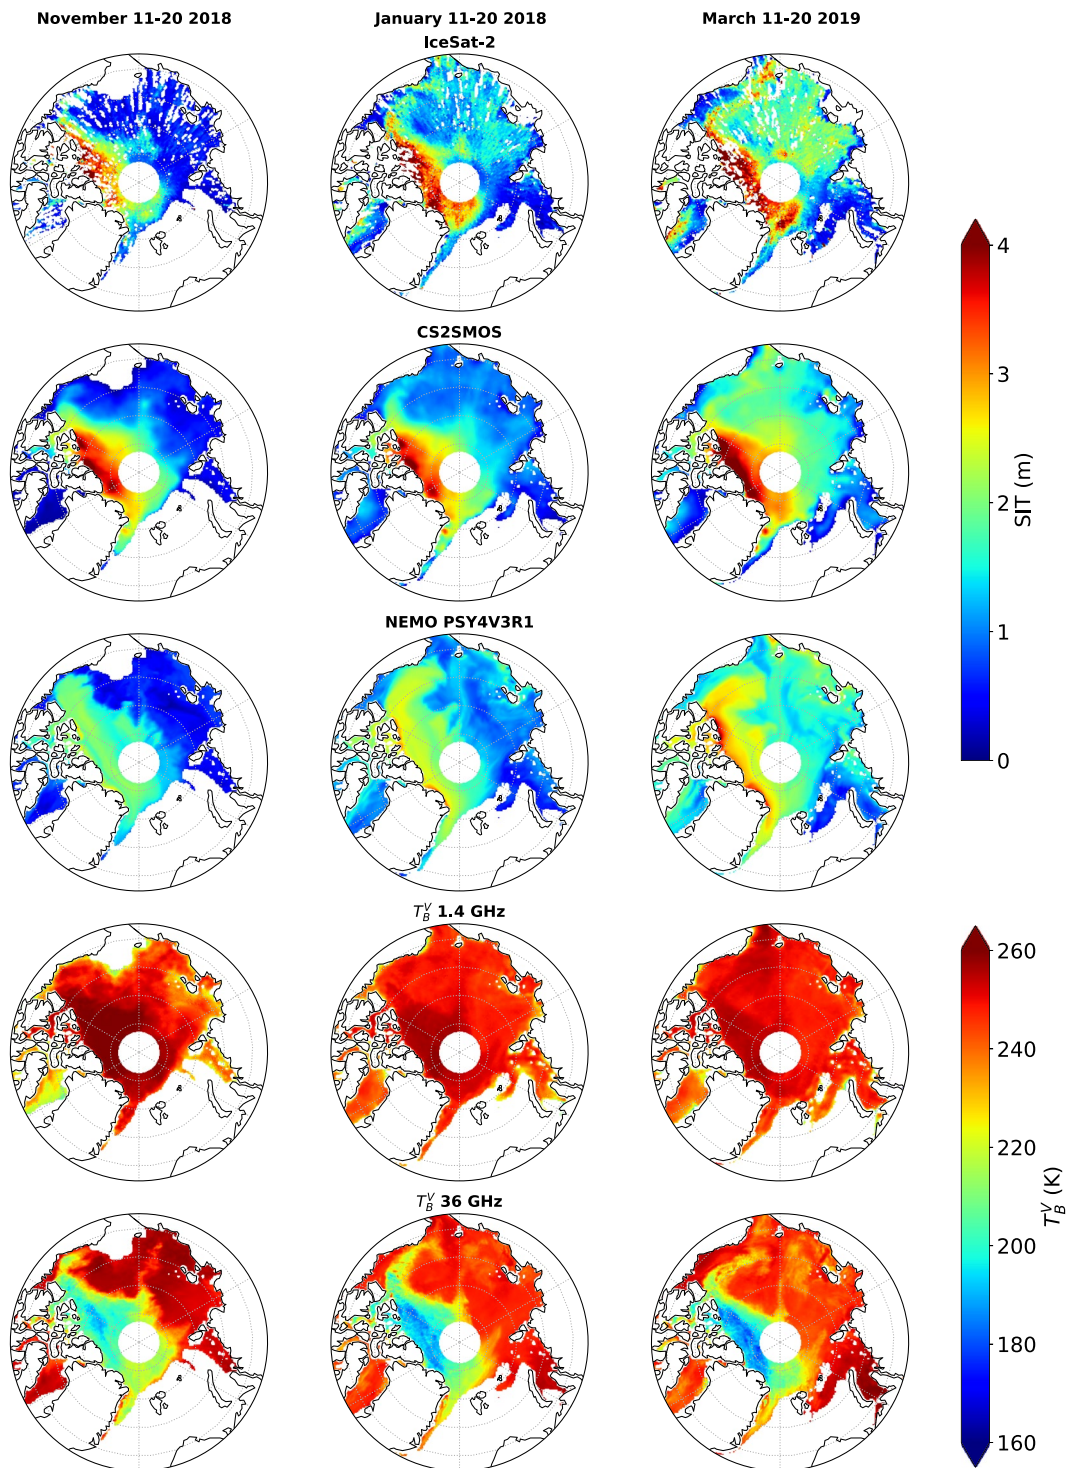 November 11-20 2018
January 11-20 2018
March 11-20 2019
IceSat-2
CS2SMOS
4
3
2
1
0
SIT (m)
NEMO PSY4V3R1
T_B^V 1.4 GHz
260
240
220
200
180
160
T_B^V (K)
T_B^V 36 GHz